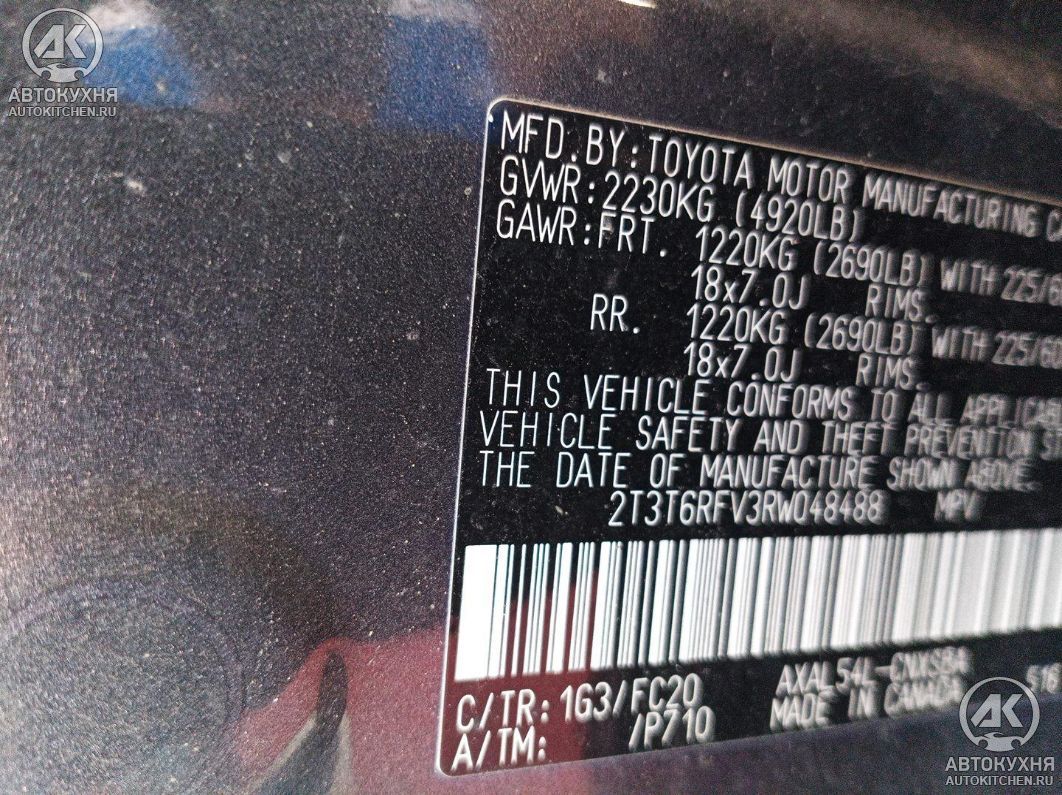 AK
АВТОКУХНЯ
AUTOKITCHEN.RU
MFD.BY:TOYOTA MOTOR MANUFACTURING
GVWR:2230KG (4920LB)
GAWR:FRT. 1220KG (2690LB) WITH 225/6
18x7.0J RIMS.
RR. 1220KG (2690LB) WITH 225/6
18x7.0J RIMS.
THIS VEHICLE CONFORMS TO ALL
VEHICLE SAFETY AND THEFT PREVENTION
THE DATE OF MANUFACTURE SHOWN ABOVE.
2T3T6RFV3RW048488 MPV
C/TR: 1G3/FC20 AXAL54L-CNXSBA
A/TM: /P710 MADE IN CANADA
AK
АВТОКУХНЯ
AUTOKITCHEN.RU